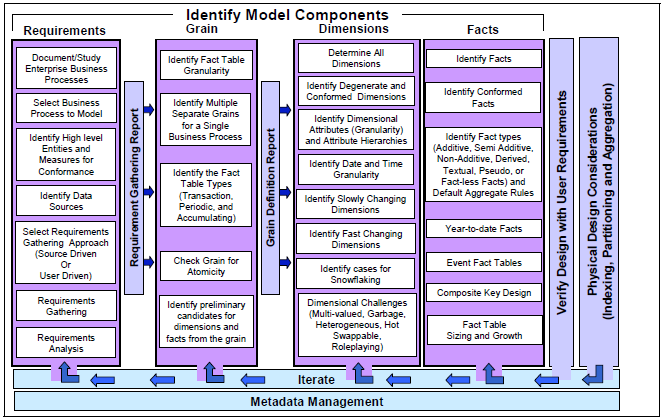 Identify Model Components
Requirements
Document/Study
Enterprise Business
Processes
Select Business
Process to Model
Identify High level
Entities and
Measures for
Conformance
Identify Data
Sources
Select Requirements
Gathering Approach
(Source Driven
Or
User Driven)
Requirements
Gathering
Requirements
Analysis
Requirement Gathering Report
Grain
Identify Fact Table
Granularity
Identify Multiple
Separate Grains
for a Single
Business Process
Identify the Fact
Table Types
(Transaction,
Periodic, and
Accumulating)
Check Grain for
Atomicity
Identify preliminary
candidates for
dimensions and
facts from the grain
Grain Definition Report
Dimensions
Determine All
Dimensions
Identify Degenerate and
Conformed Dimensions
Identify Dimensional
Attributes (Granularity)
and Attribute Hierarchies
Identify Date and Time
Granularity
Identify Slowly Changing
Dimensions
Identify Fast Changing
Dimensions
Identify cases for
Snowflaking
Dimensional Challenges
(Multi-valued, Garbage,
Heterogeneous, Hot
Swappable,
Roleplaying)
Facts
Identify Facts
Identify Conformed
Facts
Identify Fact types
(Additive, Semi Additive,
Non-Additive, Derived,
Textual, Pseudo, or
Fact-less Facts) and
Default Aggregate Rules
Year-to-date Facts
Event Fact Tables
Composite Key Design
Fact Table
Sizing and Growth
Verify Design with User Requirements
Physical Design Considerations
(Indexing, Partitioning and Aggregation)
Iterate
Metadata Management